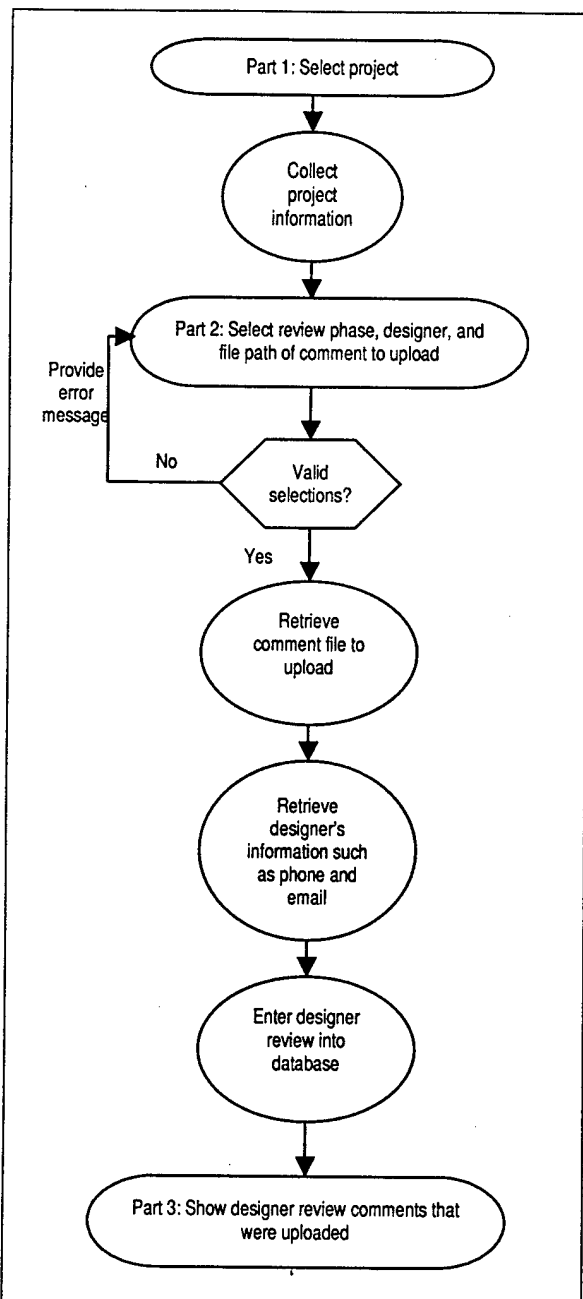 Part 1: Select project
Collect
project
information
Part 2: Select review phase, designer, and
file path of comment to upload
Provide
error
message
No
Valid
selections?
Yes
Retrieve
comment file to
upload
Retrieve
designer's
information such
as phone and
email
Enter designer
review into
database
Part 3: Show designer review comments that
were uploaded